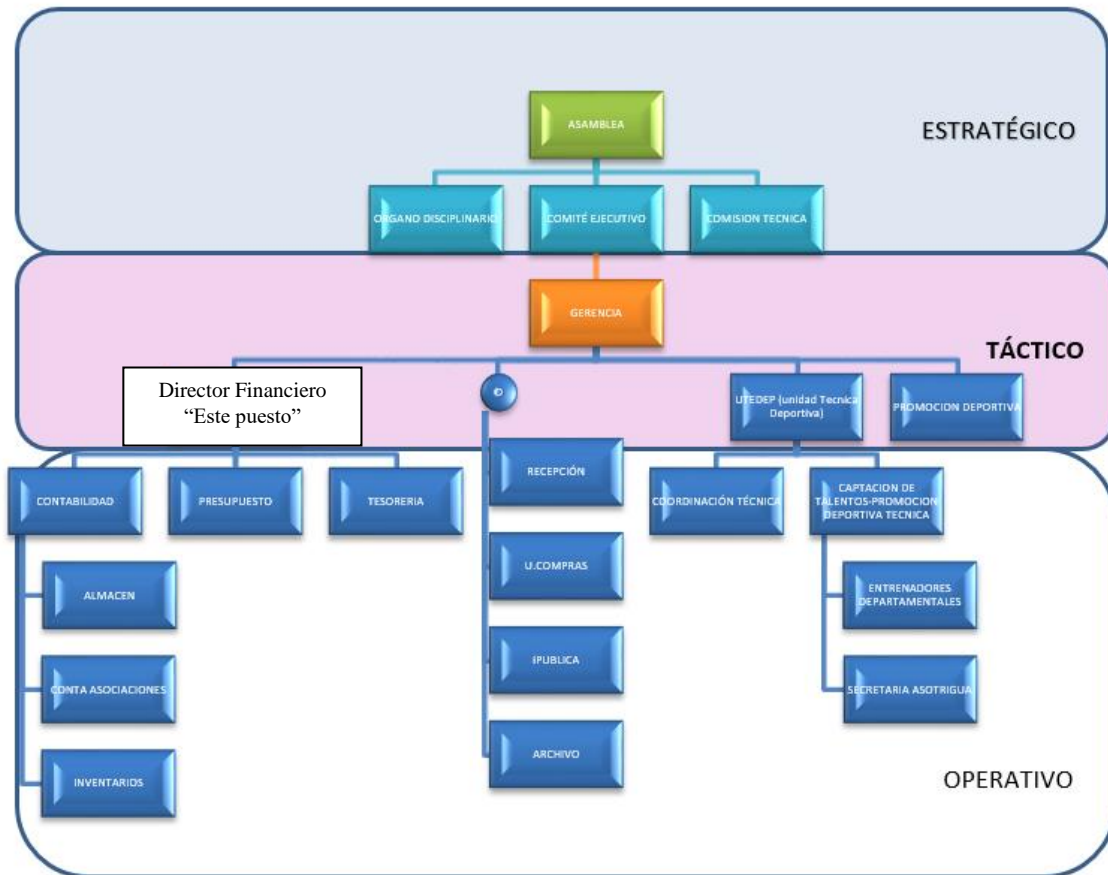 ASAMBLEA
ESTRATÉGICO
ORGANO DISCIPLINARIO
COMITÉ EJECUTIVO
COMISION TECNICA
GERENCIA
TÁCTICO
Director Financiero
“Este puesto”
©
UTEDEP (unidad Tecnica
Deportiva)
PROMOCION DEPORTIVA
CONTABILIDAD
PRESUPUESTO
TESORERIA
RECEPCIÓN
COORDINACIÓN TÉCNICA
CAPTACION DE
TALENTOS-PROMOCION
DEPORTIVA TECNICA
ALMACEN
U.COMPRAS
ENTRENADORES
DEPARTAMENTALES
CONTA ASOCIACIONES
IPUBLICA
SECRETARIA ASOTRIGUA
INVENTARIOS
ARCHIVO
OPERATIVO